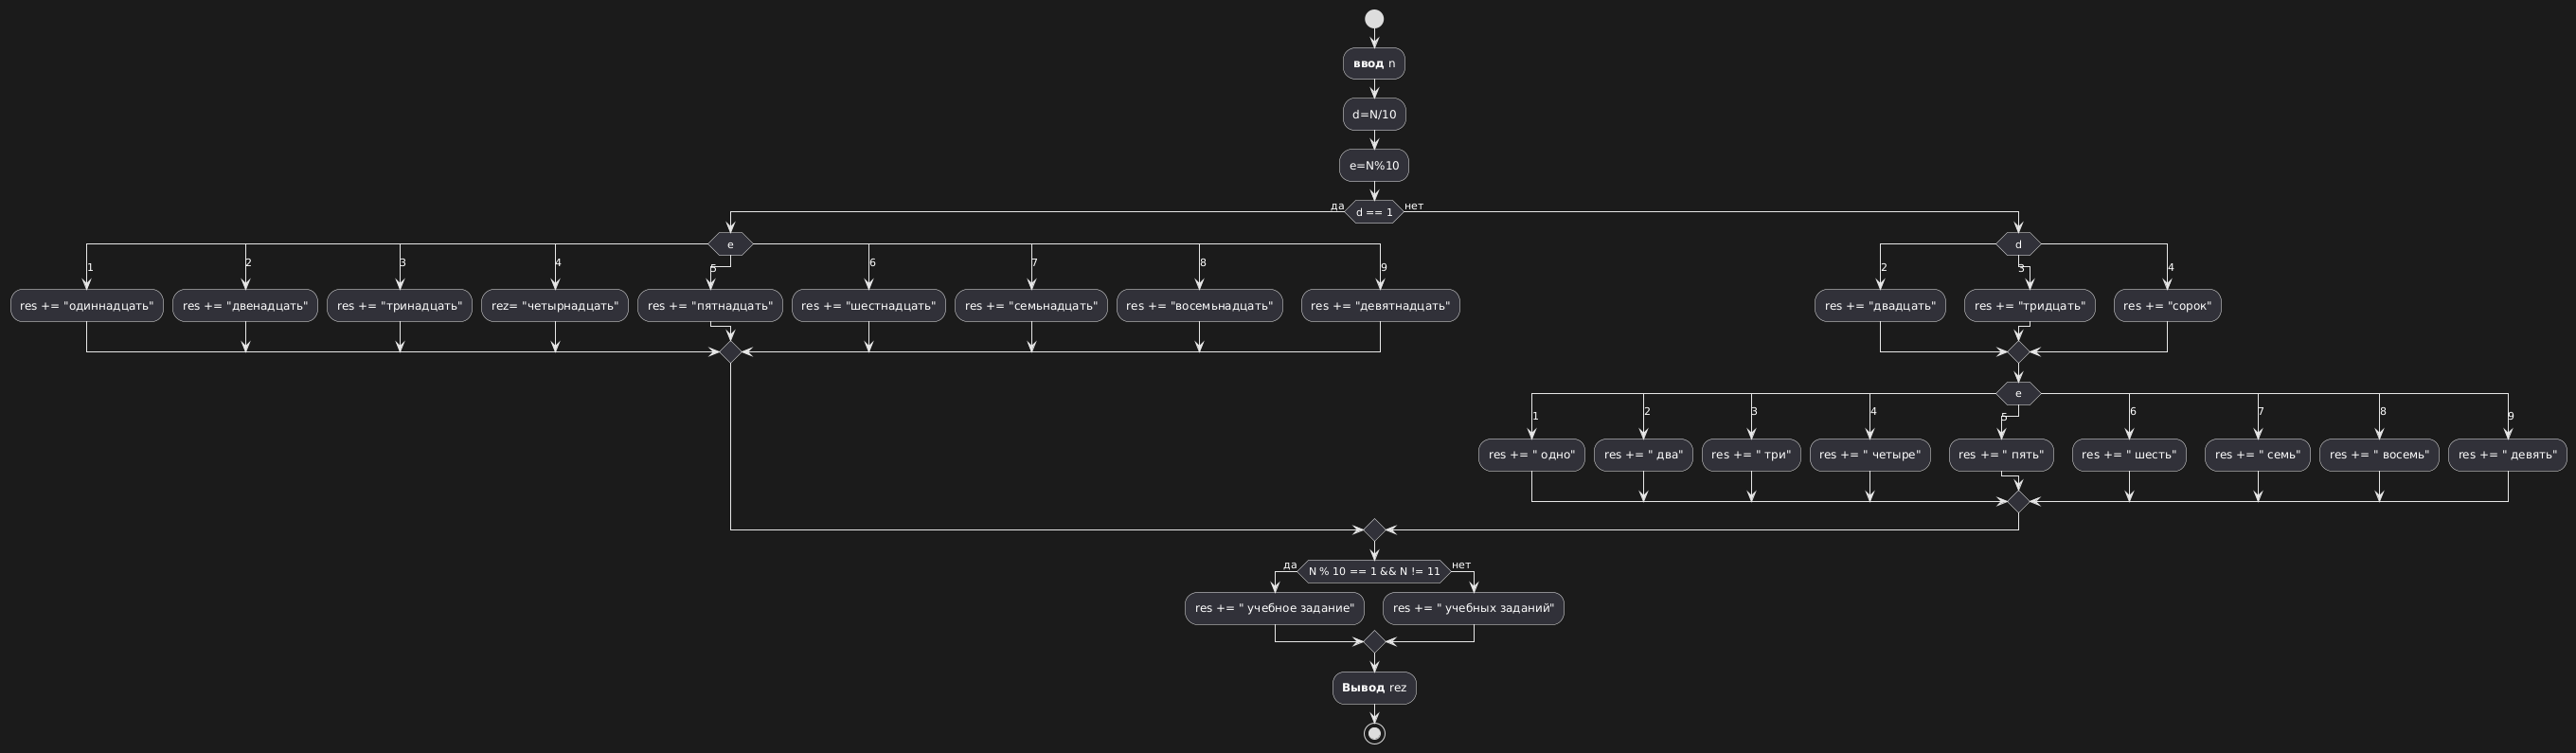 ввод n
d=N/10
e=N%10
да
d == 1
нет
e
d
1
2
3
4
5
6
7
8
9
2
3
4
res += "одиннадцать"
res += "двенадцать"
res += "тринадцать"
rez= "четырнадцать"
res += "пятнадцать"
res += "шестнадцать"
res += "семьнадцать"
res += "восемьнадцать"
res += "девятнадцать"
res += "двадцать"
res += "тридцать"
res += "сорок"
e
1
2
3
4
5
6
7
8
9
res += " одно"
res += " два"
res += " три"
res += " четыре"
res += " пять"
res += " шесть"
res += " семь"
res += " восемь"
res += " девять"
да
N % 10 == 1 && N != 11
нет
res += " учебное задание"
res += " учебных заданий"
Вывод rez